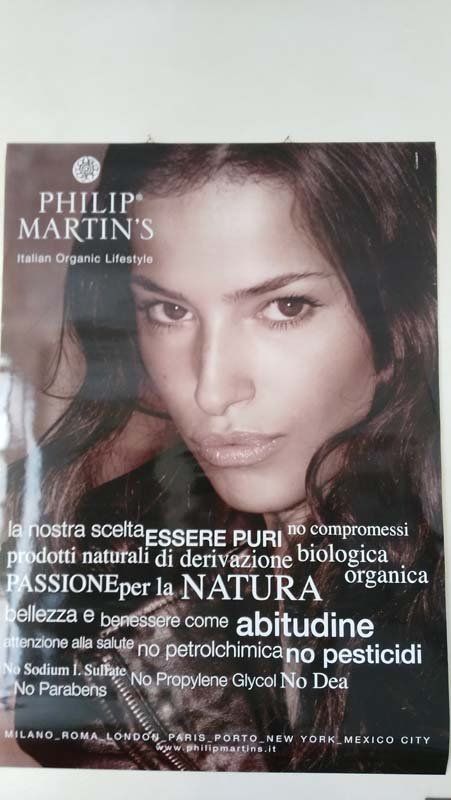 PHILIP®
MARTIN'S
Italian Organic Lifestyle
la nostra scelta ESSERE PURI no compromessi
prodotti naturali di derivazione biologica
organica
PASSIONE per la NATURA
bellezza e benessere come abitudine
attenzione alla salute no petrolchimica no pesticidi
No Sodium l. Sulfate
No Parabens No Propylene Glycol No Dea
MILANO_ROMA_LONDON_PARIS_PORTO_NEW YORK_MEXICO CITY
www.philipmartins.it